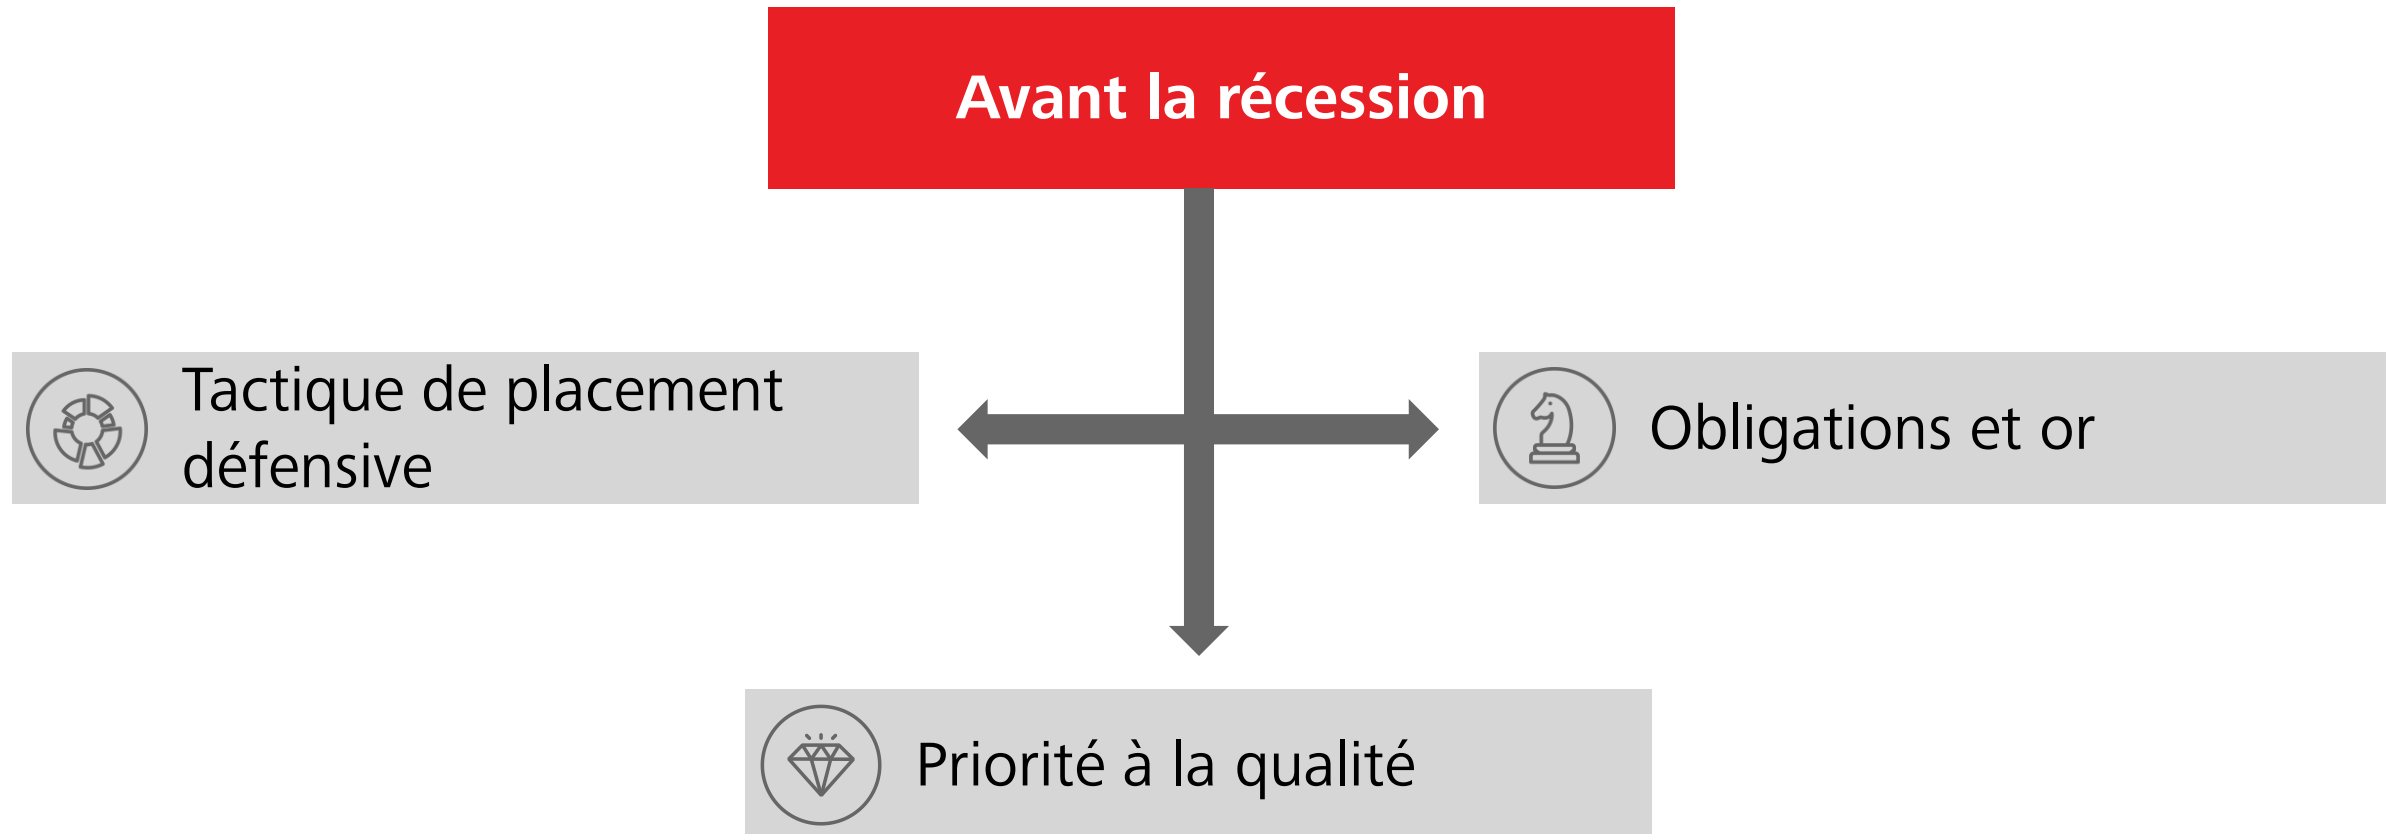 Avant la récession
Tactique de placement
défensive
Obligations et or
Priorité à la qualité